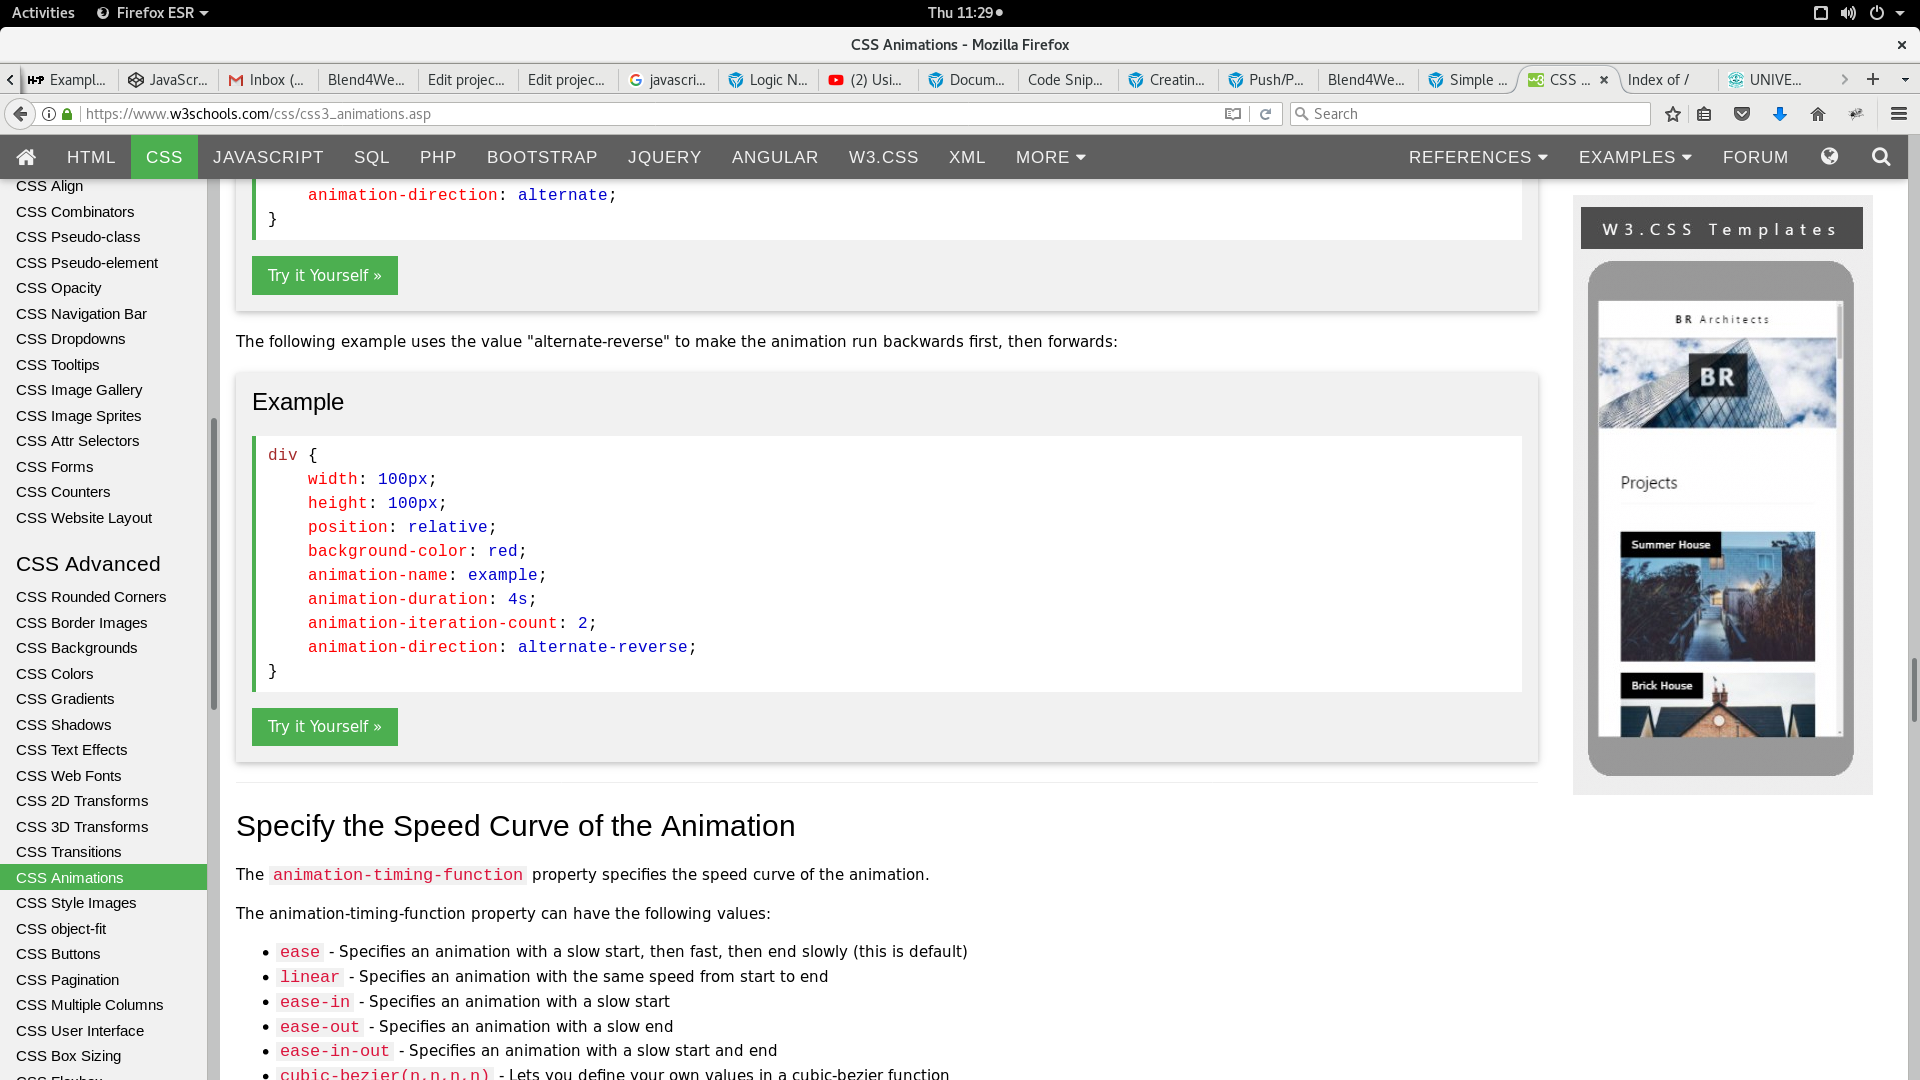 Activities Firefox ESR Thu 11:29
CSS Animations - Mozilla Firefox
H2P Exampl... JavaScr... Inbox (... Blend4We... Edit projec... Edit projec... javascri... Logic N... (2) Usi... Docum... Code Snip... Creatin... Push/P... Blend4We... Simple ... CSS ... Index of / UNIVE...
https://www.w3schools.com/css/css3_animations.asp Search
HTML CSS JAVASCRIPT SQL PHP BOOTSTRAP JQUERY ANGULAR W3.CSS XML MORE REFERENCES EXAMPLES FORUM
CSS Align
CSS Combinators
CSS Pseudo-class
CSS Pseudo-element
CSS Opacity
CSS Navigation Bar
CSS Dropdowns
CSS Tooltips
CSS Image Gallery
CSS Image Sprites
CSS Attr Selectors
CSS Forms
CSS Counters
CSS Website Layout
CSS Advanced
CSS Rounded Corners
CSS Border Images
CSS Backgrounds
CSS Colors
CSS Gradients
CSS Shadows
CSS Text Effects
CSS Web Fonts
CSS 2D Transforms
CSS 3D Transforms
CSS Transitions
CSS Animations
CSS Style Images
CSS object-fit
CSS Buttons
CSS Pagination
CSS Multiple Columns
CSS User Interface
CSS Box Sizing
CSS Flexbox
animation-direction: alternate;
}
Try it Yourself »
The following example uses the value "alternate-reverse" to make the animation run backwards first, then forwards:
Example
div {
width: 100px;
height: 100px;
position: relative;
background-color: red;
animation-name: example;
animation-duration: 4s;
animation-iteration-count: 2;
animation-direction: alternate-reverse;
}
Try it Yourself »
Specify the Speed Curve of the Animation
The animation-timing-function property specifies the speed curve of the animation.
The animation-timing-function property can have the following values:
• ease - Specifies an animation with a slow start, then fast, then end slowly (this is default)
• linear - Specifies an animation with the same speed from start to end
• ease-in - Specifies an animation with a slow start
• ease-out - Specifies an animation with a slow end
• ease-in-out - Specifies an animation with a slow start and end
• cubic-bezier(n,n,n,n) - Lets you define your own values in a cubic-bezier function
W3.CSS Templates
BR Architects
BR
Projects
Summer House
Brick House